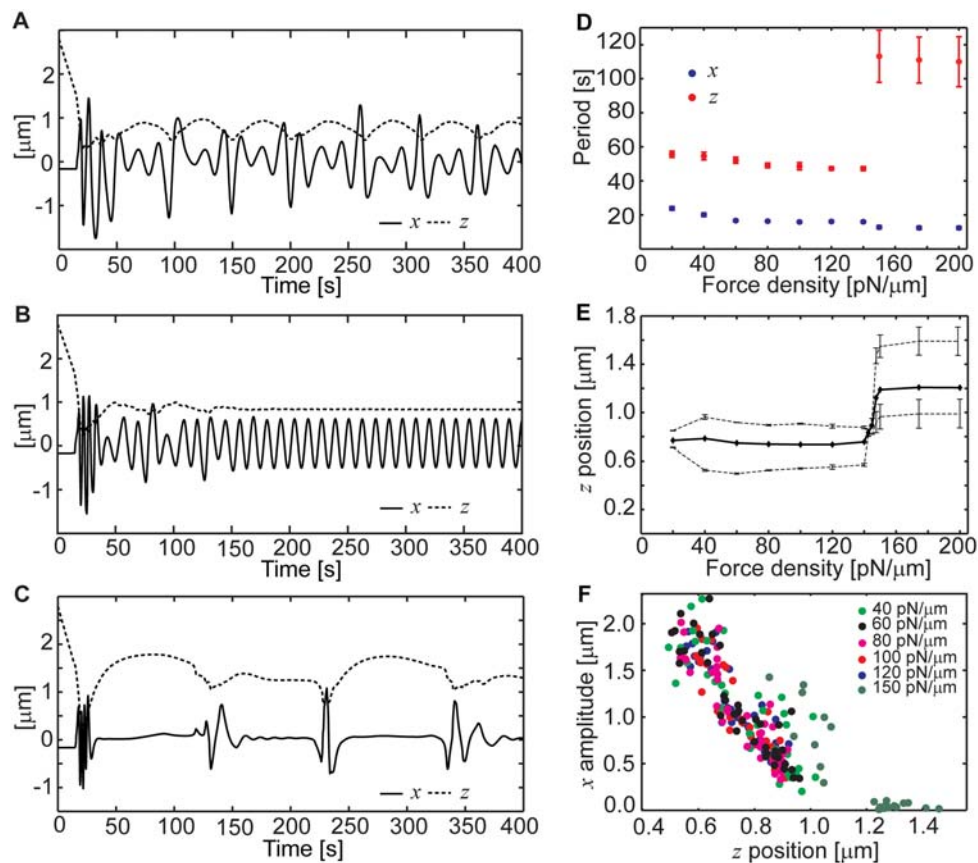 A
[μm]
2
1
0
-1
x z
0 50 100 150 200 250 300 350 400
Time [s]
B
[μm]
2
1
0
-1
x z
0 50 100 150 200 250 300 350 400
Time [s]
C
[μm]
2
1
0
-1
x z
0 50 100 150 200 250 300 350 400
Time [s]
D
Period [s]
120
100
80
60
40
20
x
z
0 40 80 120 160 200
Force density [pN/μm]
E
z position [μm]
1.8
1.4
1.0
0.6
0.2
0 40 80 120 160 200
Force density [pN/μm]
F
x amplitude [μm]
2.0
1.5
1.0
0.5
0.0
40 pN/μm
60 pN/μm
80 pN/μm
100 pN/μm
120 pN/μm
150 pN/μm
0.4 0.6 0.8 1.0 1.2 1.4
z position [μm]